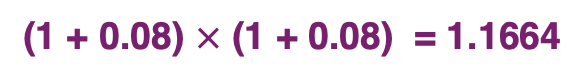 (1 + 0.08) × (1 + 0.08) = 1.1664